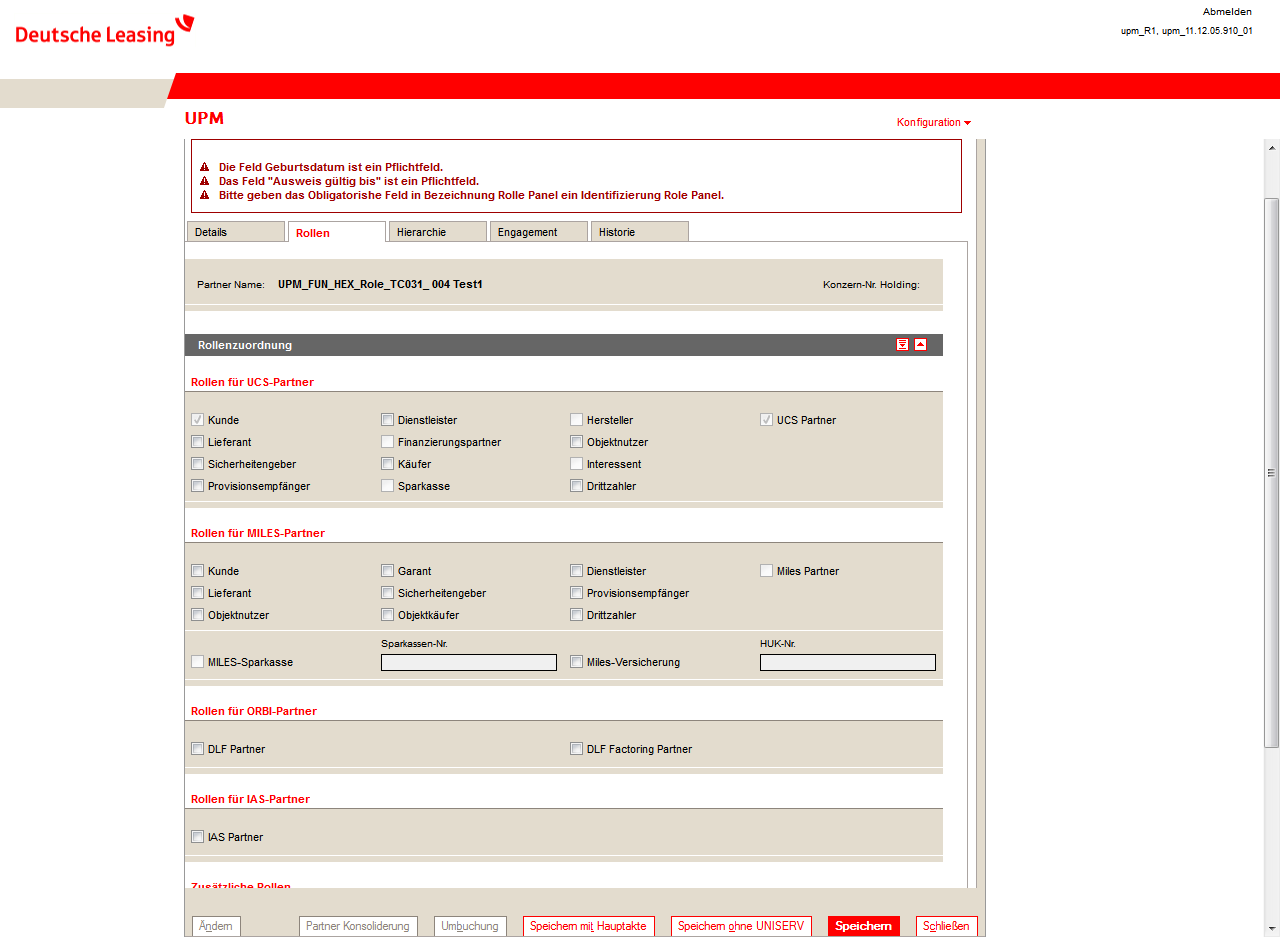 Deutsche Leasing
Abmelden
upm_R1, upm_11.12.05.910_01
UPM
Konfiguration
Die Feld Geburtsdatum ist ein Pflichtfeld.
Das Feld "Ausweis gültig bis" ist ein Pflichtfeld.
Bitte geben das Obligatorishe Feld in Bezeichnung Rolle Panel ein Identifizierung Role Panel.
Details Rollen Hierarchie Engagement Historie
Partner Name: UPM_FUN_HEX_Role_TC031_ 004 Test1 Konzern-Nr. Holding:
Rollenzuordnung
Rollen für UCS-Partner
Kunde Dienstleister Hersteller UCS Partner
Lieferant Finanzierungspartner Objektnutzer
Sicherheitengeber Käufer Interessent
Provisionsempfänger Sparkasse Drittzahler
Rollen für MILES-Partner
Kunde Garant Dienstleister Miles Partner
Lieferant Sicherheitengeber Provisionsempfänger
Objektnutzer Objektkäufer Drittzahler
Sparkassen-Nr. HUK-Nr.
MILES-Sparkasse Miles-Versicherung
Rollen für ORBI-Partner
DLF Partner DLF Factoring Partner
Rollen für IAS-Partner
IAS Partner
Zusätzliche Rollen
Ändern Partner Konsolidierung Umbuchung Speichern mit Hauptakte Speichern ohne UNISERV Speichern Schließen